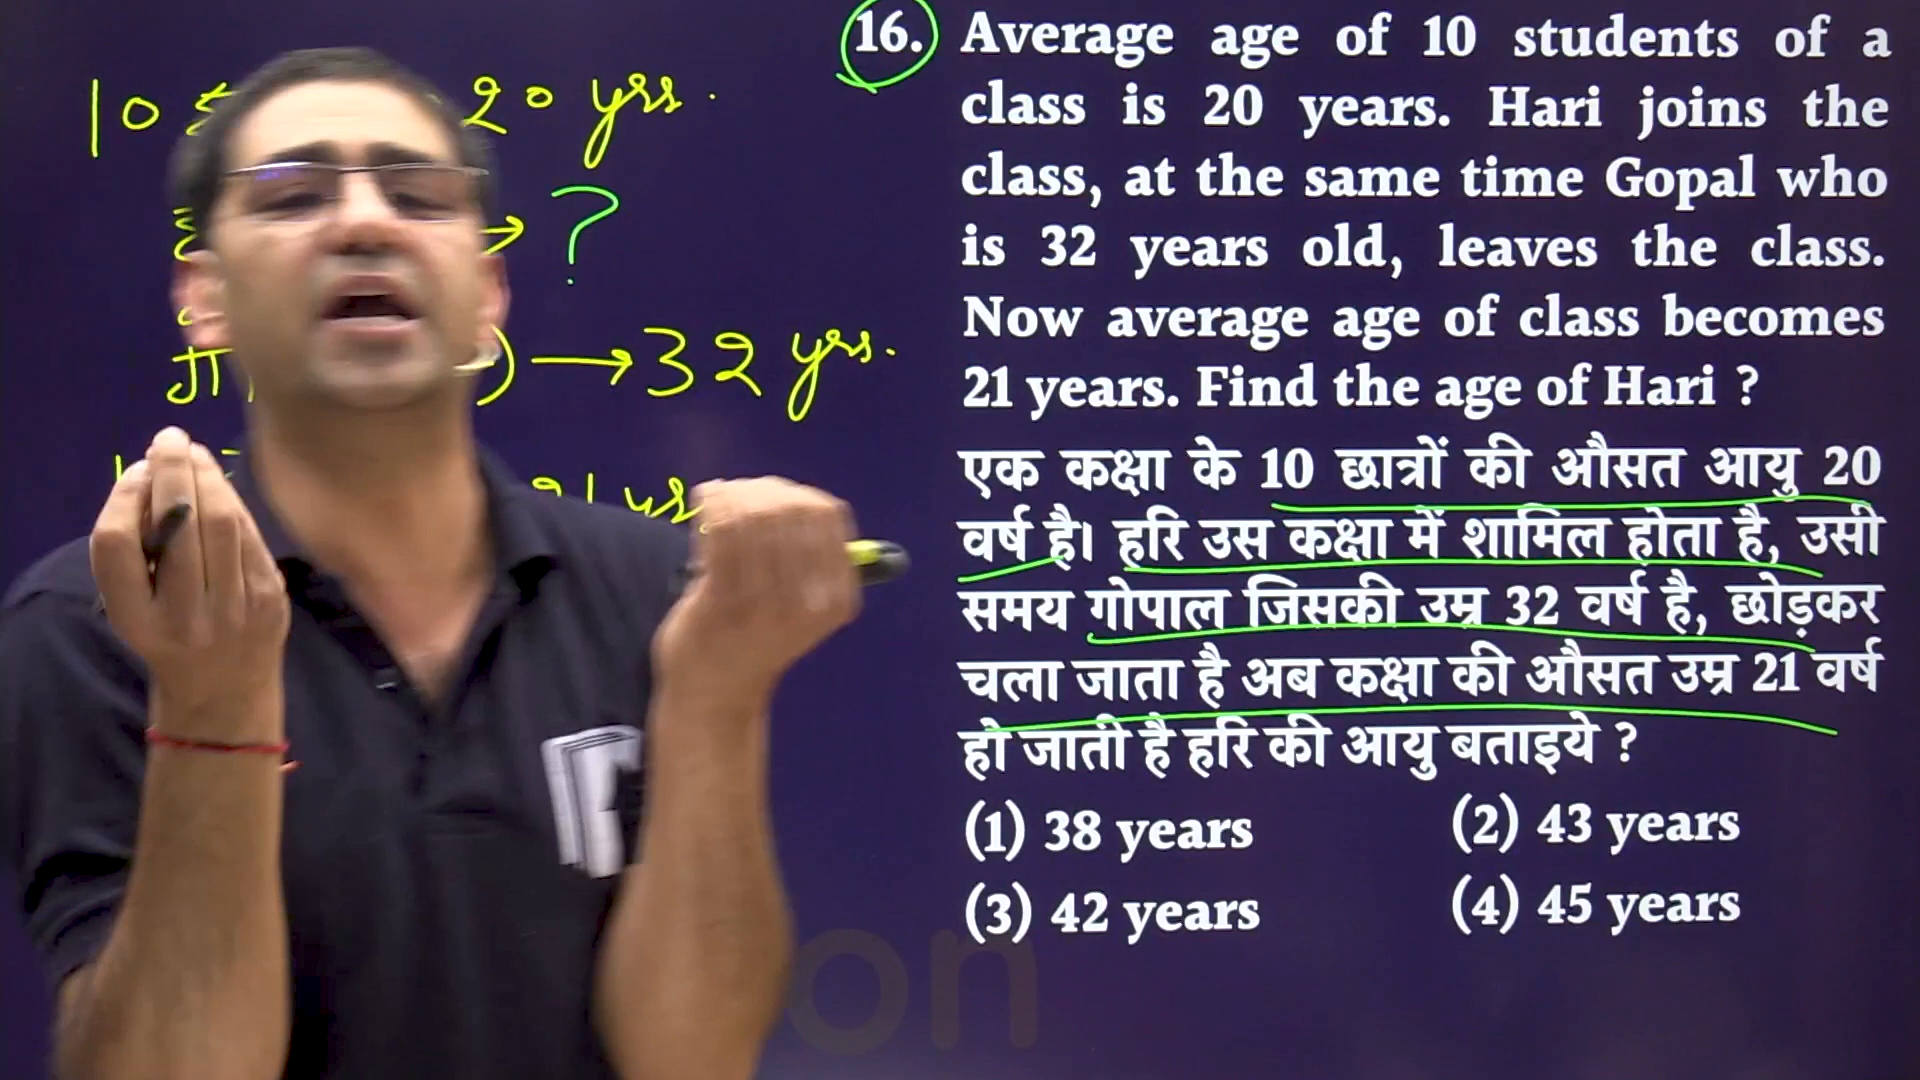 10 20 yrs.
→ ?
→ 32 yrs.
16. Average age of 10 students of a
class is 20 years. Hari joins the
class, at the same time Gopal who
is 32 years old, leaves the class.
Now average age of class becomes
21 years. Find the age of Hari ?
एक कक्षा के 10 छात्रों की औसत आयु 20
वर्ष है। हरि उस कक्षा में शामिल होता है, उसी
समय गोपाल जिसकी उम्र 32 वर्ष है, छोड़कर
चला जाता है अब कक्षा की औसत उम्र 21 वर्ष
हो जाती है हरि की आयु बताइये ?
(1) 38 years (2) 43 years
(3) 42 years (4) 45 years
on